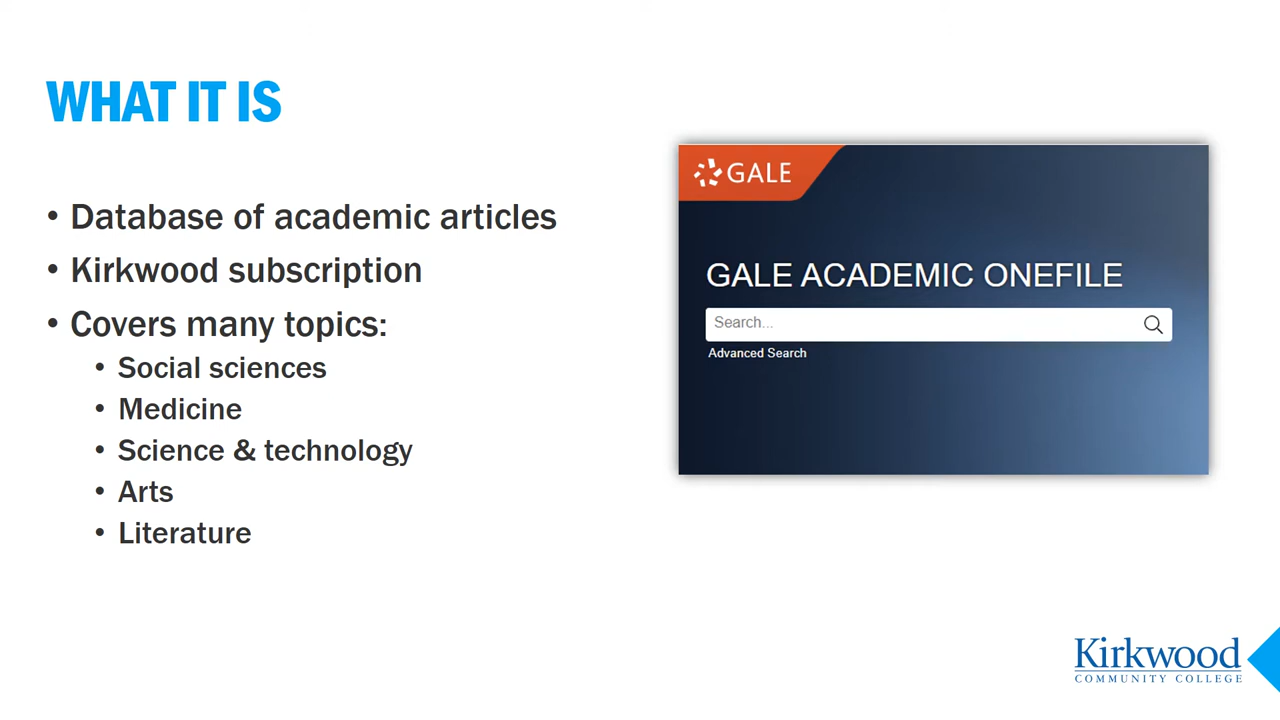 WHAT IT IS
• Database of academic articles
• Kirkwood subscription
• Covers many topics:
• Social sciences
• Medicine
• Science & technology
• Arts
• Literature
GALE
GALE ACADEMIC ONEFILE
Search...
Advanced Search
Kirkwood
COMMUNITY COLLEGE